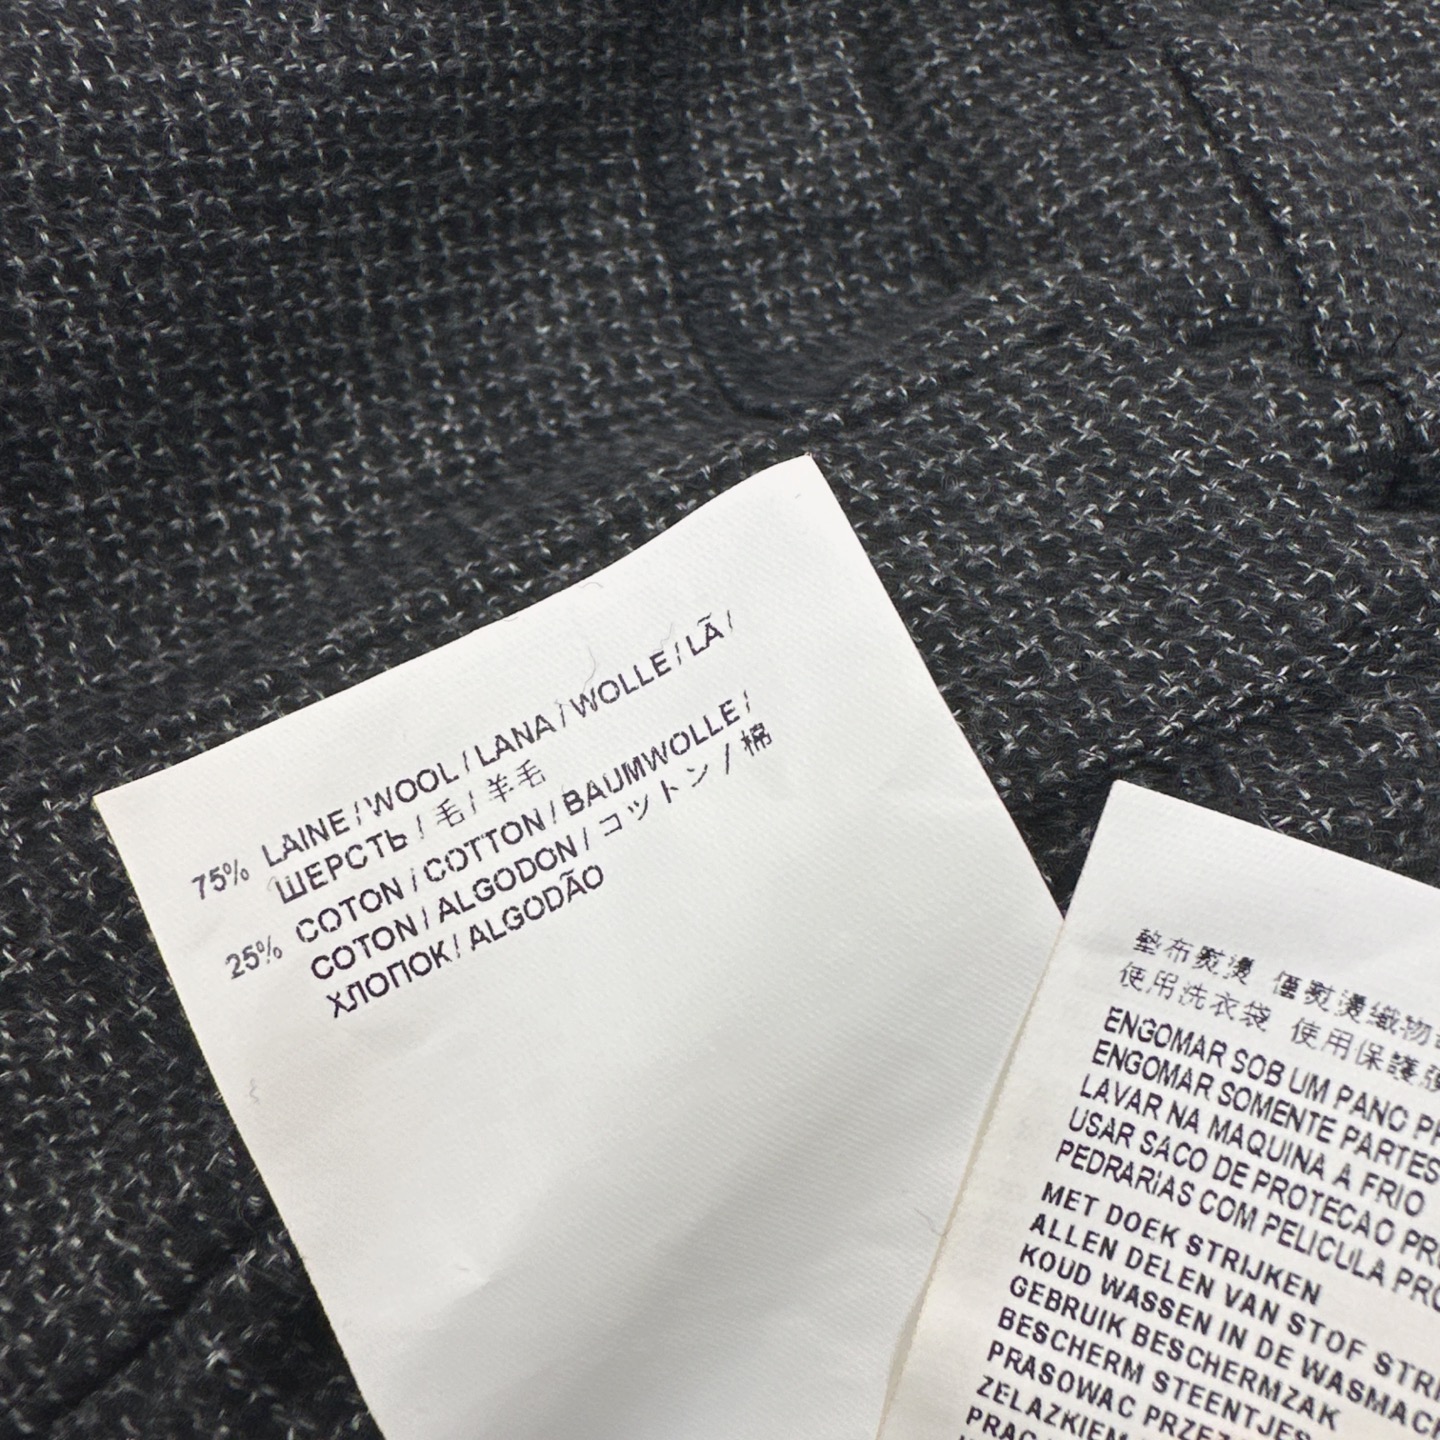 75% LAINE / WOOL / LANA / WOLLE / LÃ /
ШЕРСТЬ / 毛 / 羊毛
25% COTON / COTTON / BAUMWOLLE /
COTON / ALGODON / コットン / 棉
ХЛОПОК / ALGODÃO
墊布熨燙 僅熨燙織物
使用洗衣袋 使用保護
ENGOMAR SOB UM PANO
ENGOMAR SOMENTE PARTES
LAVAR NA MAQUINA A FRIO
USAR SACO DE PROTECAO
PEDRARIAS COM PELICULA
MET DOEK STRIJKEN
ALLEN DELEN VAN STOF
KOUD WASSEN IN DE
GEBRUIK BESCHERMZAK
BESCHERM STEENTJES
PRASOWAC
ZELAZKIEM